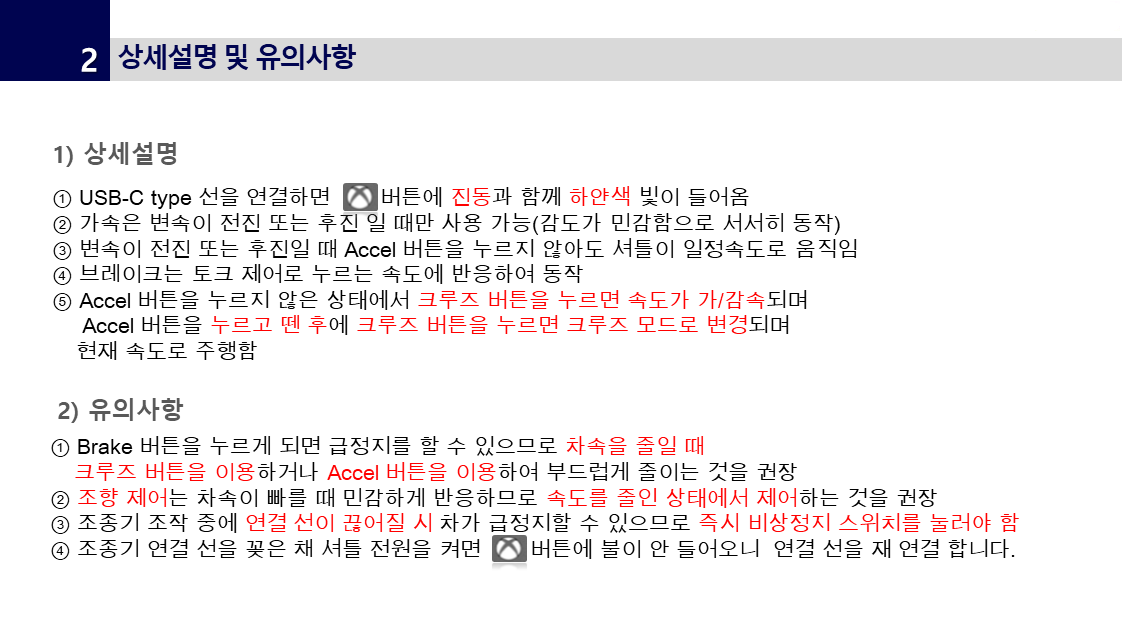 2 상세설명 및 유의사항
1) 상세설명
① USB-C type 선을 연결하면 버튼에 진동과 함께 하얀색 빛이 들어옴
② 가속은 변속이 전진 또는 후진 일 때만 사용 가능(감도가 민감함으로 서서히 동작)
③ 변속이 전진 또는 후진일 때 Accel 버튼을 누르지 않아도 셔틀이 일정속도로 움직임
④ 브레이크는 토크 제어로 누르는 속도에 반응하여 동작
⑤ Accel 버튼을 누르지 않은 상태에서 크루즈 버튼을 누르면 속도가 가/감속되며
Accel 버튼을 누르고 뗀 후에 크루즈 버튼을 누르면 크루즈 모드로 변경되며
현재 속도로 주행함
2) 유의사항
① Brake 버튼을 누르게 되면 급정지를 할 수 있으므로 차속을 줄일 때
크루즈 버튼을 이용하거나 Accel 버튼을 이용하여 부드럽게 줄이는 것을 권장
② 조향 제어는 차속이 빠를 때 민감하게 반응하므로 속도를 줄인 상태에서 제어하는 것을 권장
③ 조종기 조작 중에 연결 선이 끊어질 시 차가 급정지할 수 있으므로 즉시 비상정지 스위치를 눌러야 함
④ 조종기 연결 선을 꽂은 채 셔틀 전원을 켜면 버튼에 불이 안 들어오니 연결 선을 재 연결 합니다.